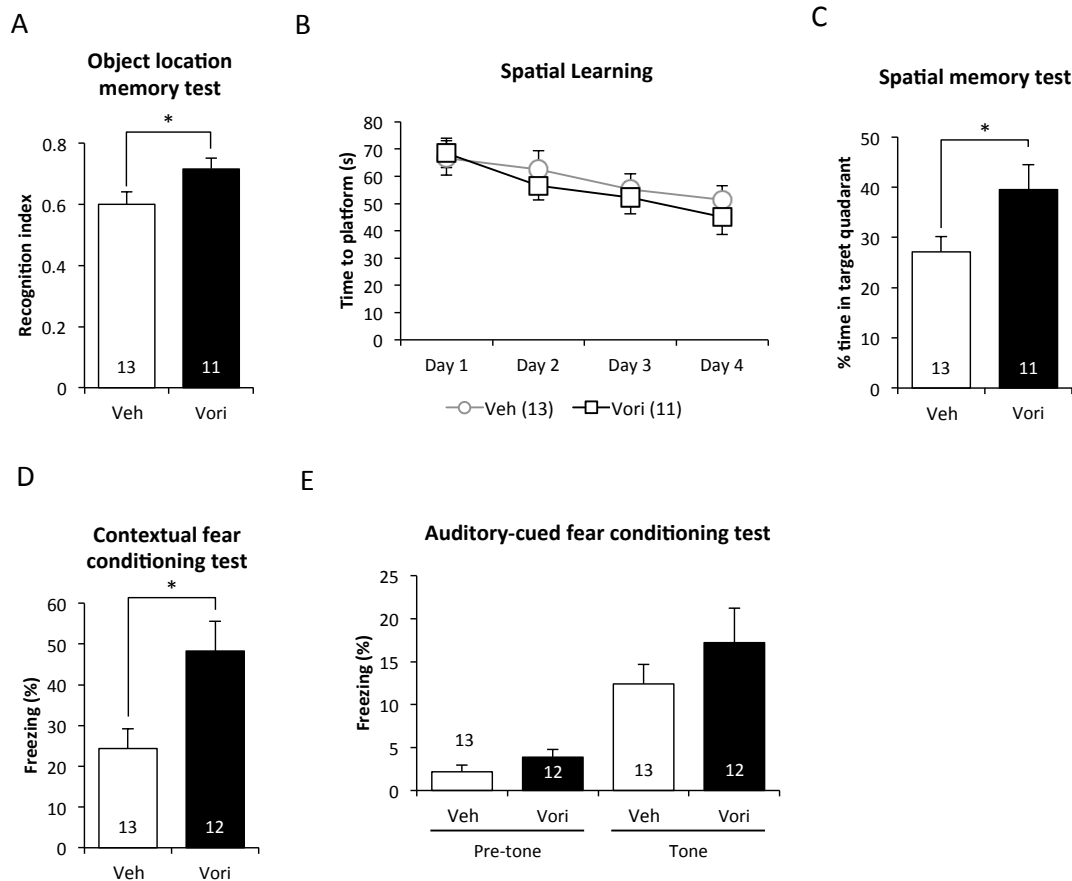 A
Object location
memory test
*
Recognition index
0.8
0.6
0.4
0.2
0
13
11
Veh
Vori
B
Spatial Learning
Time to platform (s)
80
70
60
50
40
30
20
10
0
Day 1
Day 2
Day 3
Day 4
Veh (13)
Vori (11)
C
Spatial memory test
*
% time in target quadarant
50
40
30
20
10
0
13
11
Veh
Vori
D
Contextual fear
conditioning test
*
Freezing (%)
60
50
40
30
20
10
0
13
12
Veh
Vori
E
Auditory-cued fear conditioning test
Freezing (%)
25
20
15
10
5
0
13
12
13
12
Veh
Vori
Veh
Vori
Pre-tone
Tone